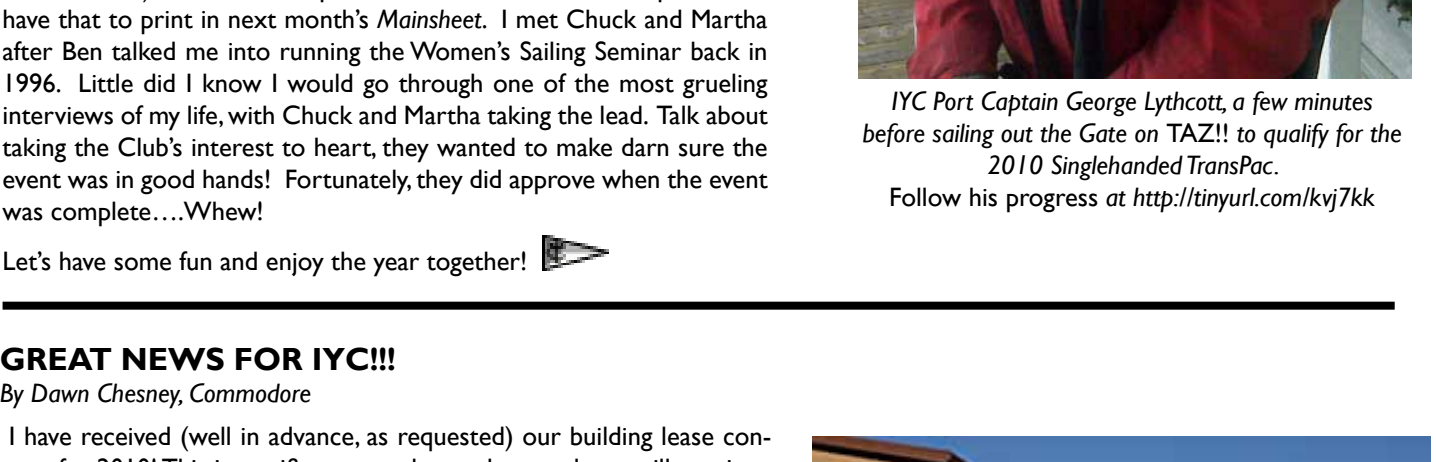 have that to print in next month's Mainsheet. I met Chuck and Martha
after Ben talked me into running the Women's Sailing Seminar back in
1996. Little did I know I would go through one of the most grueling
interviews of my life, with Chuck and Martha taking the lead. Talk about
taking the Club's interest to heart, they wanted to make darn sure the
event was in good hands! Fortunately, they did approve when the event
was complete….Whew!
Let's have some fun and enjoy the year together!
IYC Port Captain George Lythcott, a few minutes
before sailing out the Gate on TAZ!! to qualify for the
2010 Singlehanded TransPac.
Follow his progress at http://tinyurl.com/kvj7kk
GREAT NEWS FOR IYC!!!
By Dawn Chesney, Commodore
I have received (well in advance, as requested) our building lease con-